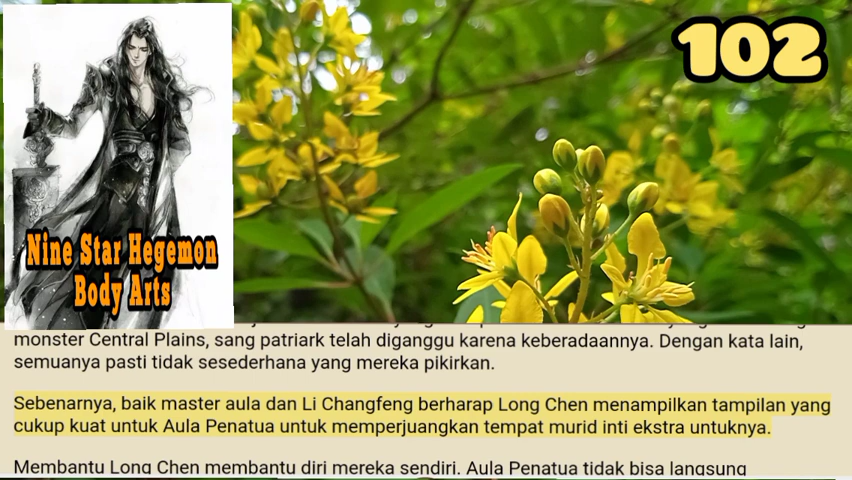 102
Nine Star Hegemon
Body Arts
monster Central Plains, sang patriark telah diganggu karena keberadaannya. Dengan kata lain,
semuanya pasti tidak sesederhana yang mereka pikirkan.
Sebenarnya, baik master aula dan Li Changfeng berharap Long Chen menampilkan tampilan yang
cukup kuat untuk Aula Penatua untuk memperjuangkan tempat murid inti ekstra untuknya.
Membantu Long Chen membantu diri mereka sendiri. Aula Penatua tidak bisa langsung